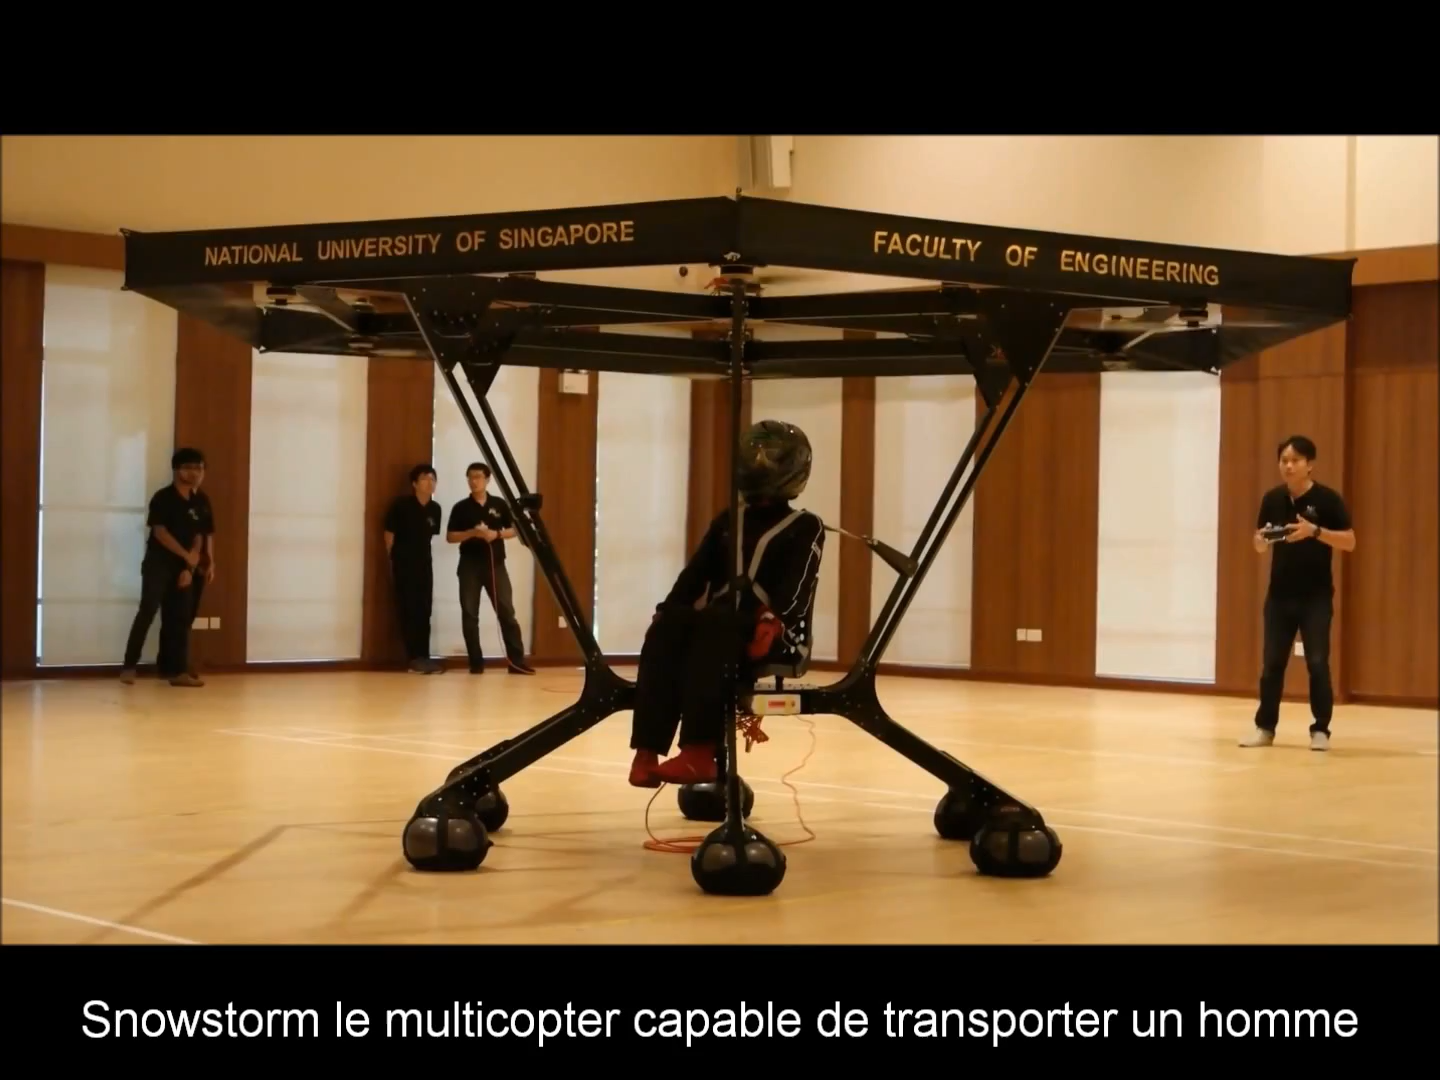 NATIONAL UNIVERSITY OF SINGAPORE
FACULTY OF ENGINEERING
Snowstorm le multicopter capable de transporter un homme